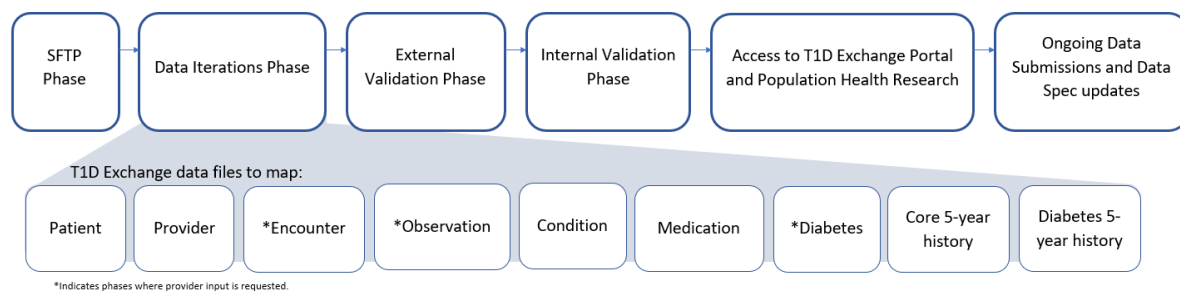 SFTP
Phase
Data Iterations Phase
External
Validation Phase
Internal Validation
Phase
Access to T1D Exchange Portal
and Population Health Research
Ongoing Data
Submissions and Data
Spec updates
T1D Exchange data files to map:
Patient
Provider
*Encounter
*Observation
Condition
Medication
*Diabetes
Core 5-year
history
Diabetes 5-
year history
*Indicates phases where provider input is requested.